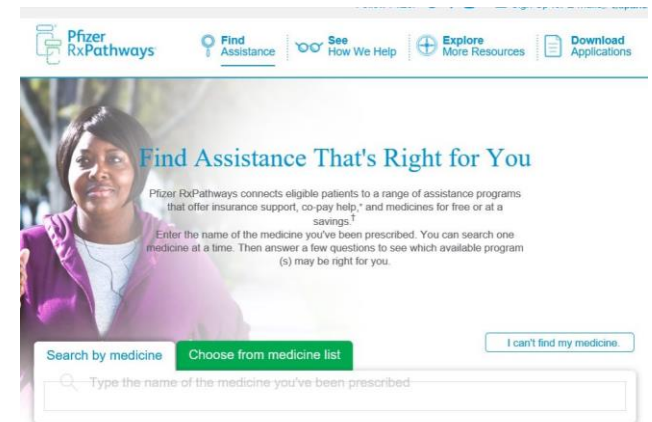 Pfizer
RxPathways
Find
Assistance
See
How We Help
Explore
More Resources
Download
Applications
Find Assistance That's Right for You
Pfizer RxPathways connects eligible patients to a range of assistance programs
that offer insurance support, co-pay help,* and medicines for free or at a
savings.†
Enter the name of the medicine you've been prescribed. You can search one
medicine at a time. Then answer a few questions to see which available program
(s) may be right for you.
I can't find my medicine.
Search by medicine
Choose from medicine list
Type the name of the medicine you've been prescribed